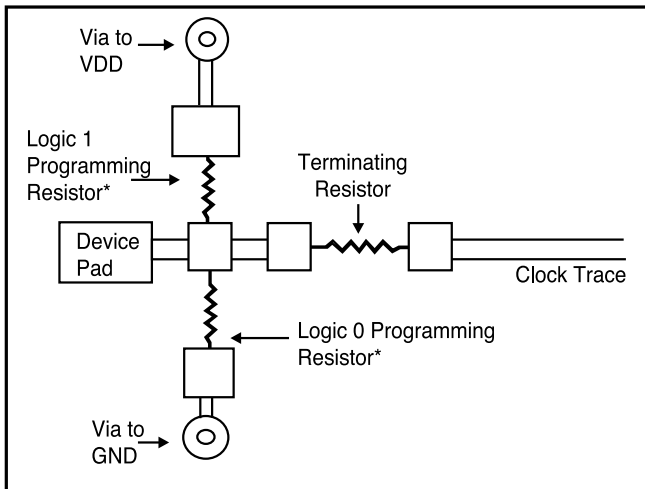 Via to
VDD
Logic 1
Programming
Resistor*
Terminating
Resistor
Device
Pad
Clock Trace
Logic 0 Programming
Resistor*
Via to
GND